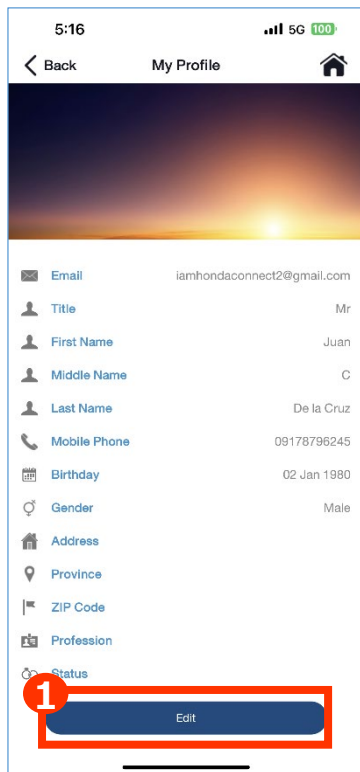 5:16 5G 100
Back My Profile
Email iamhondaconnect2@gmail.com
Title Mr
First Name Juan
Middle Name C
Last Name De la Cruz
Mobile Phone 09178796245
Birthday 02 Jan 1980
Gender Male
Address
Province
ZIP Code
Profession
Status
1
Edit